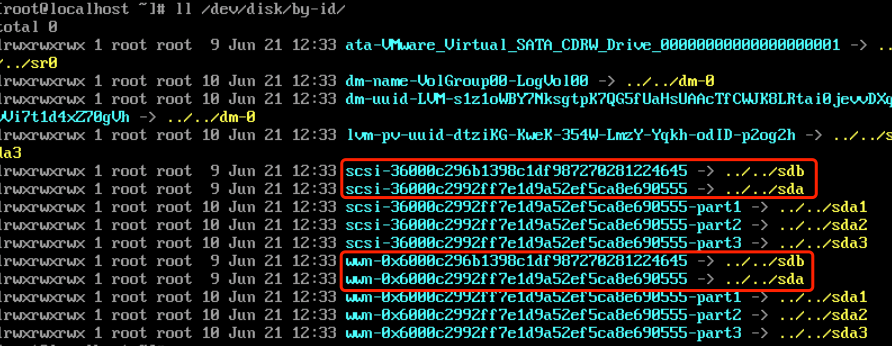 [root@localhost ~]# ll /dev/disk/by-id/
total 0
lrwxrwxrwx 1 root root  9 Jun 21 12:33 ata-VMware_Virtual_SATA_CDRW_Drive_00000000000000000001 -> ..
/../sr0
lrwxrwxrwx 1 root root 10 Jun 21 12:33 dm-name-VolGroup00-LogVol00 -> ../../dm-0
lrwxrwxrwx 1 root root 10 Jun 21 12:33 dm-uuid-LVM-s1z1oWBY7NksgtpK7QG5fUaHsUAAcTfCWJK8LRtai0jevvDXg
wVi7t1d4xZ70gVh -> ../../dm-0
lrwxrwxrwx 1 root root 10 Jun 21 12:33 lvm-pv-uuid-dtziKG-KweK-354W-LmzY-Yqkh-odID-p2og2h -> ../../s
da3
lrwxrwxrwx 1 root root  9 Jun 21 12:33 scsi-36000c296b1398c1df987270281224645 -> ../../sdb
lrwxrwxrwx 1 root root  9 Jun 21 12:33 scsi-36000c2992ff7e1d9a52ef5ca8e690555 -> ../../sda
lrwxrwxrwx 1 root root 10 Jun 21 12:33 scsi-36000c2992ff7e1d9a52ef5ca8e690555-part1 -> ../../sda1
lrwxrwxrwx 1 root root 10 Jun 21 12:33 scsi-36000c2992ff7e1d9a52ef5ca8e690555-part2 -> ../../sda2
lrwxrwxrwx 1 root root 10 Jun 21 12:33 scsi-36000c2992ff7e1d9a52ef5ca8e690555-part3 -> ../../sda3
lrwxrwxrwx 1 root root  9 Jun 21 12:33 wwn-0x6000c296b1398c1df987270281224645 -> ../../sdb
lrwxrwxrwx 1 root root  9 Jun 21 12:33 wwn-0x6000c2992ff7e1d9a52ef5ca8e690555 -> ../../sda
lrwxrwxrwx 1 root root 10 Jun 21 12:33 wwn-0x6000c2992ff7e1d9a52ef5ca8e690555-part1 -> ../../sda1
lrwxrwxrwx 1 root root 10 Jun 21 12:33 wwn-0x6000c2992ff7e1d9a52ef5ca8e690555-part2 -> ../../sda2
lrwxrwxrwx 1 root root 10 Jun 21 12:33 wwn-0x6000c2992ff7e1d9a52ef5ca8e690555-part3 -> ../../sda3